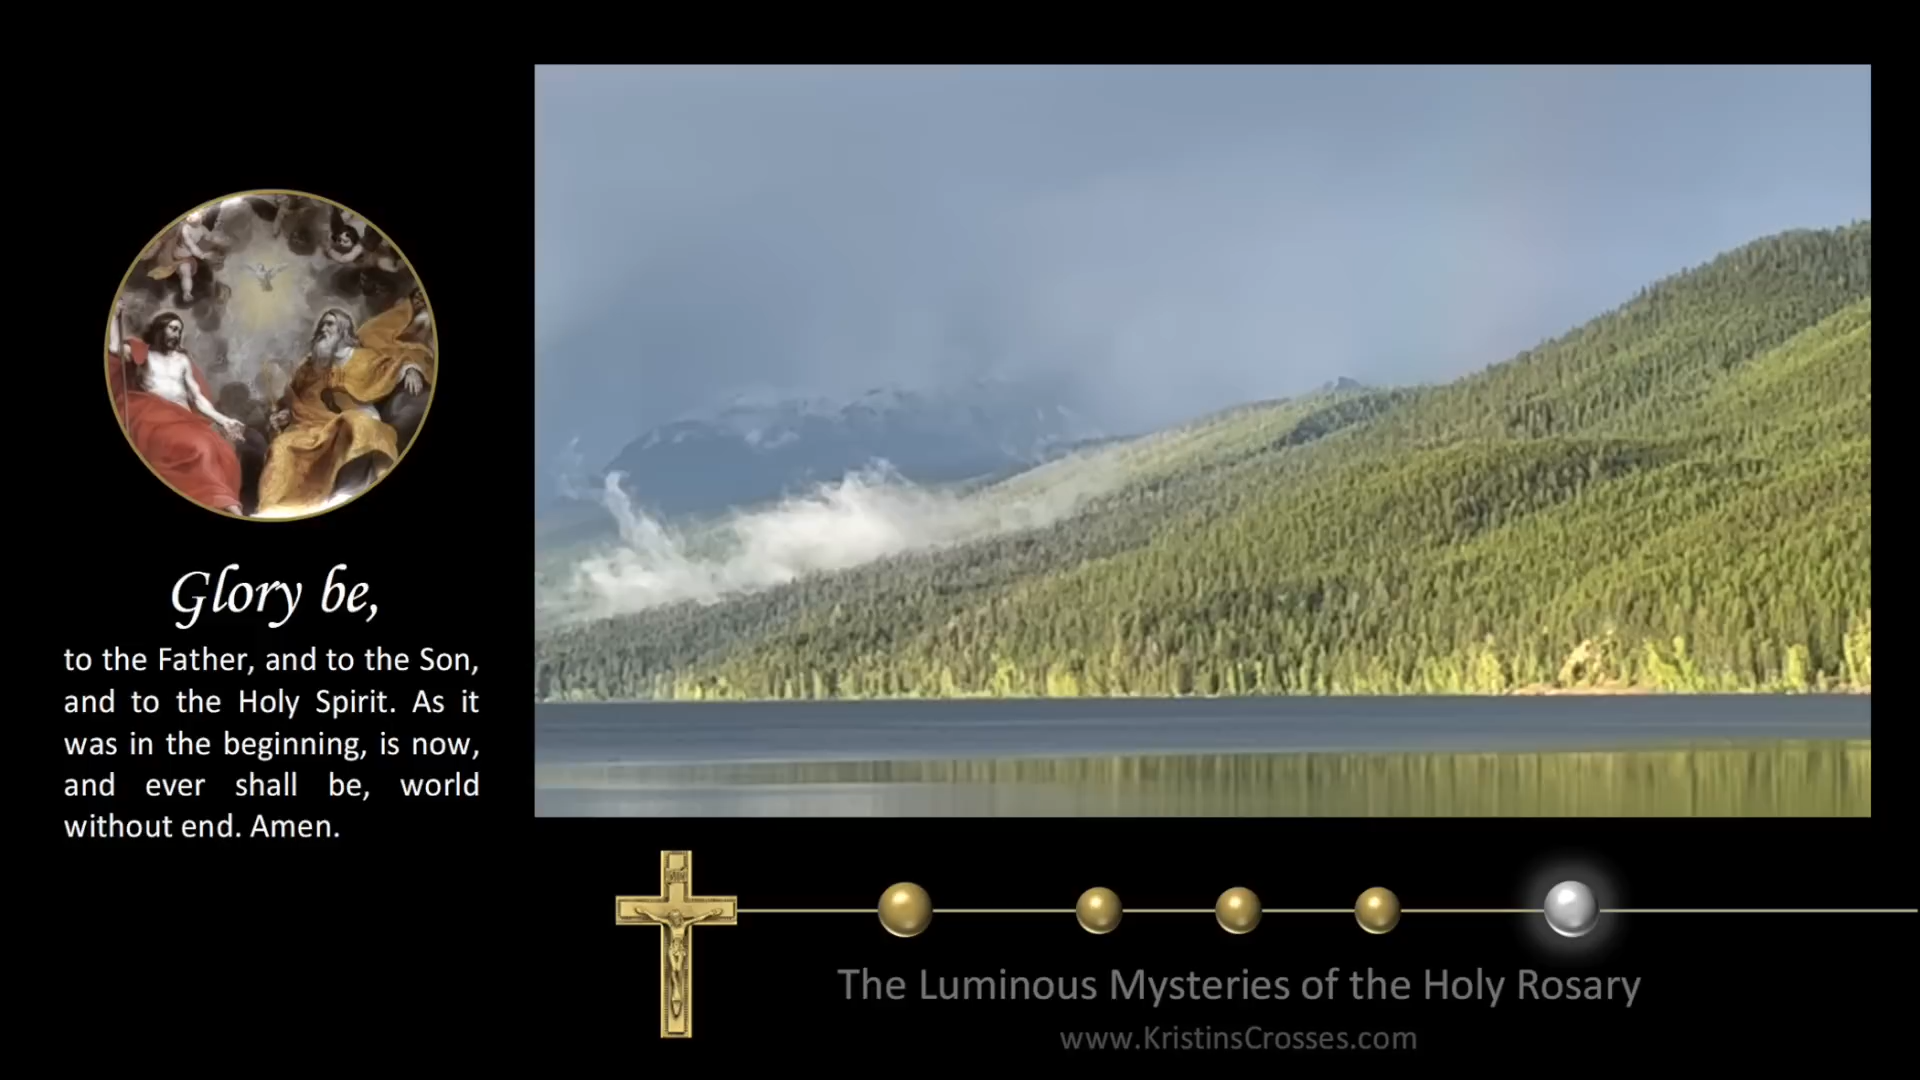 Glory be,
to the Father, and to the Son,
and to the Holy Spirit. As it
was in the beginning, is now,
and ever shall be, world
without end. Amen.
The Luminous Mysteries of the Holy Rosary
www.KristinsCrosses.com